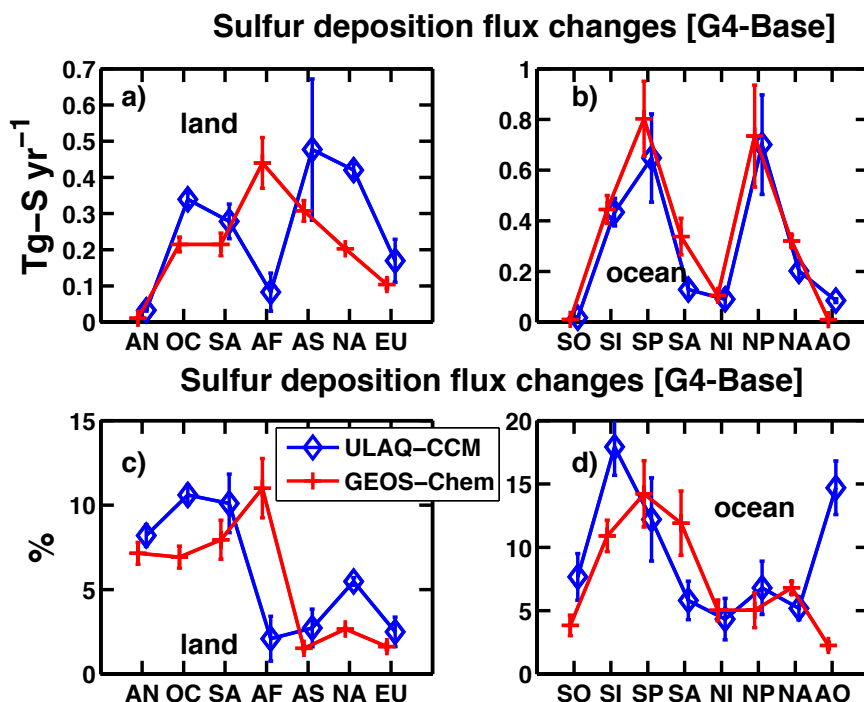 Sulfur deposition flux changes [G4-Base]
Tg−S yr−1
0.7
0.6
0.5
0.4
0.3
0.2
0.1
0
a)
land
AN OC SA AF AS NA EU
1
0.8
0.6
0.4
0.2
0
b)
ocean
SO SI SP SA NI NP NA AO
Sulfur deposition flux changes [G4-Base]
%
15
10
5
0
c)
land
ULAQ−CCM
GEOS−Chem
AN OC SA AF AS NA EU
20
15
10
5
0
d)
ocean
SO SI SP SA NI NP NA AO